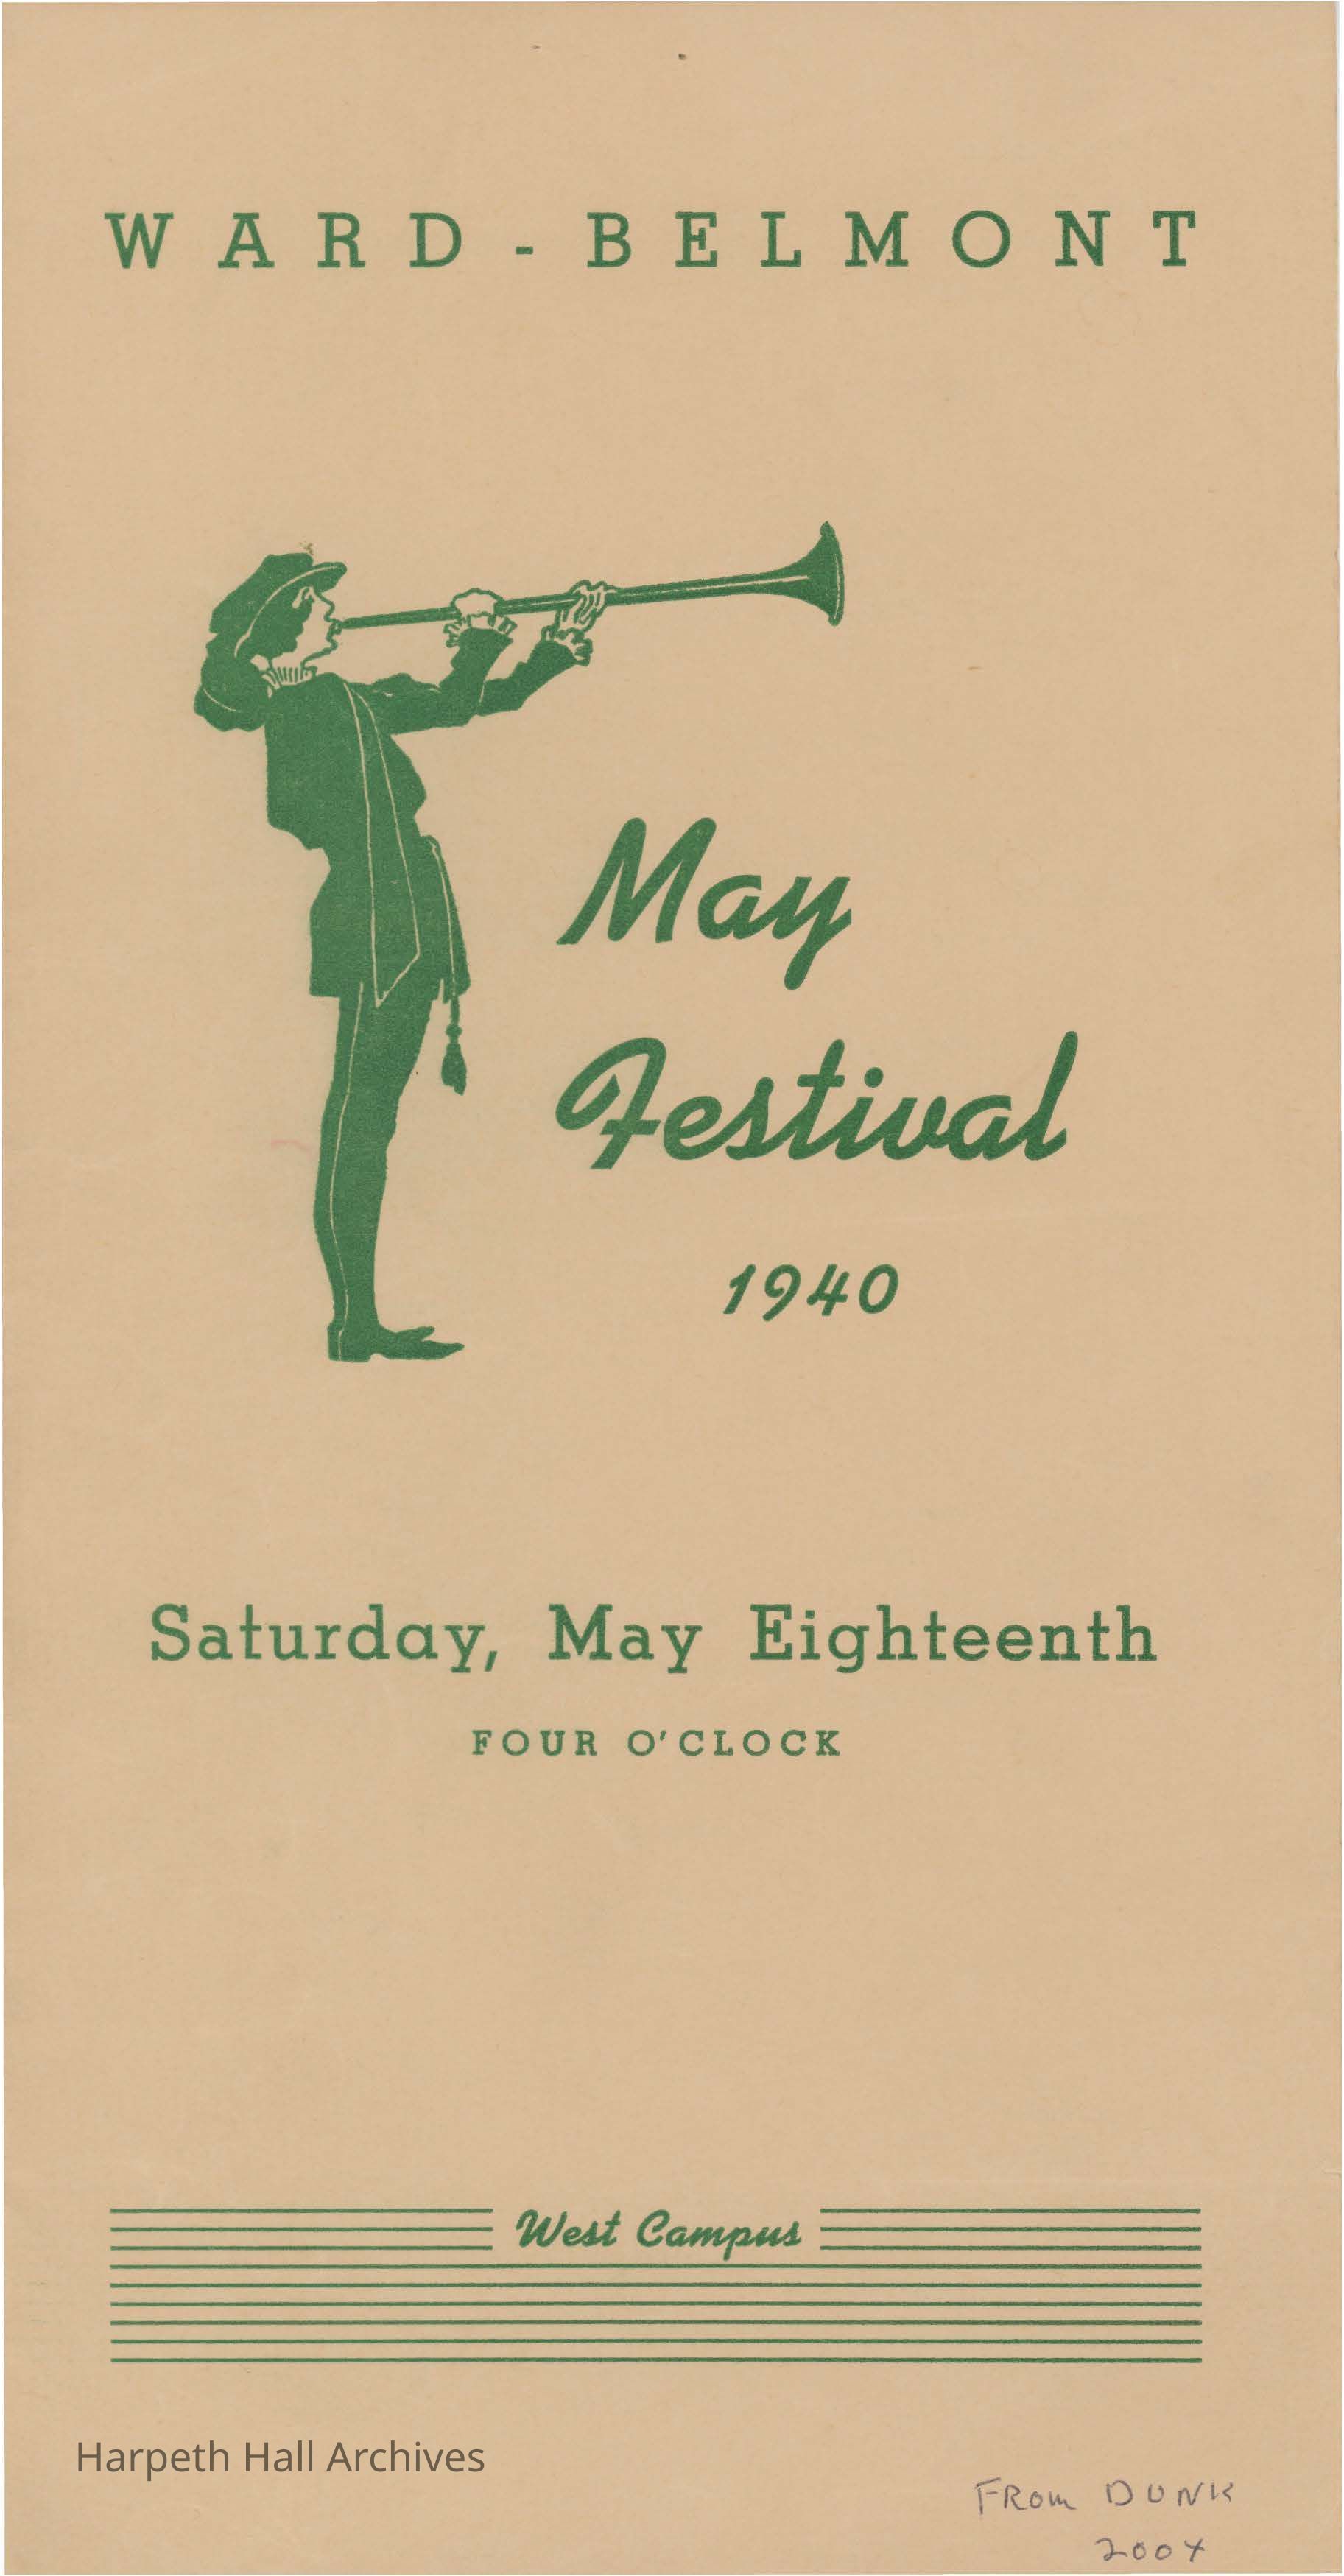 WARD-BELMONT
May
Festival
1940
Saturday, May Eighteenth
FOUR O'CLOCK
West Campus
Harpeth Hall Archives
FROM DUNK
2004